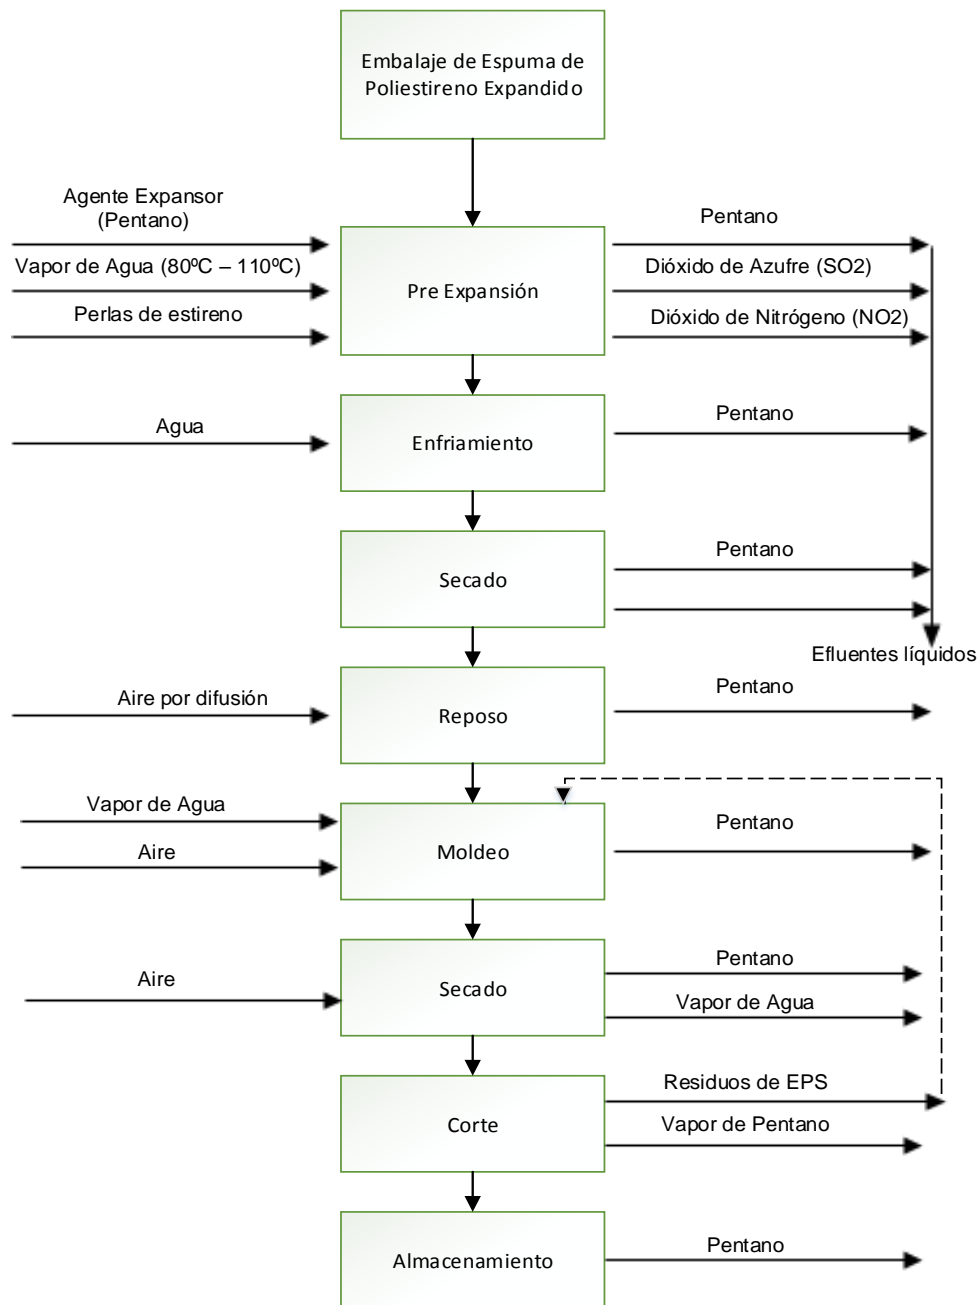 Embalaje de Espuma de
Poliestireno Expandido
Agente Expansor
(Pentano)
Pentano
Vapor de Agua (80ºC – 110ºC)
Dióxido de Azufre (SO2)
Pre Expansión
Perlas de estireno
Dióxido de Nitrógeno (NO2)
Agua
Enfriamiento
Pentano
Secado
Pentano
Efluentes líquidos
Aire por difusión
Reposo
Pentano
Vapor de Agua
Aire
Moldeo
Pentano
Aire
Secado
Pentano
Vapor de Agua
Corte
Residuos de EPS
Vapor de Pentano
Almacenamiento
Pentano